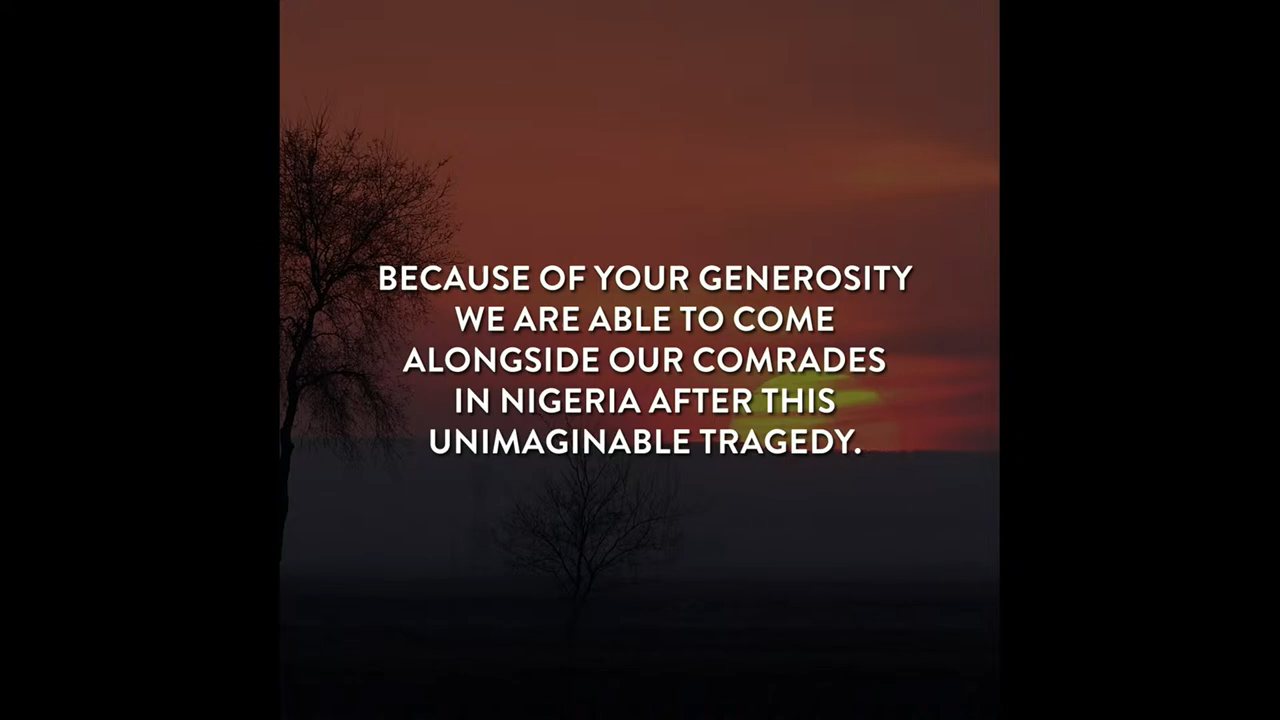 BECAUSE OF YOUR GENEROSITY
WE ARE ABLE TO COME
ALONGSIDE OUR COMRADES
IN NIGERIA AFTER THIS
UNIMAGINABLE TRAGEDY.